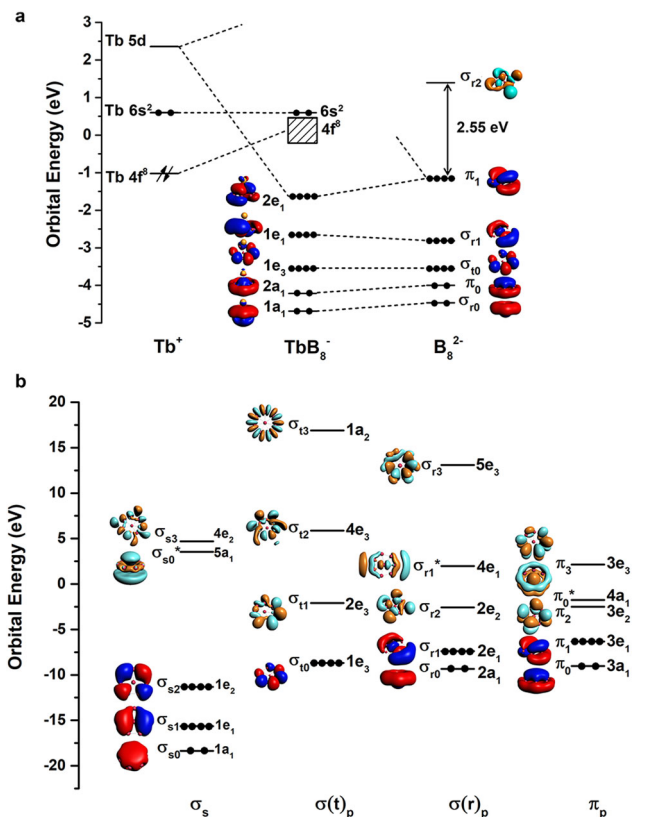 a
Orbital Energy (eV)
3
2
1
0
-1
-2
-3
-4
-5
Tb 5d
Tb 6s²
Tb 4f⁸
6s²
4f⁸
2e₁
1e₁
1e₃
2a₁
1a₁
σr2
2.55 eV
π₁
σr1
σt0
π₀
σr0
Tb⁺
TbB₈⁻
B₈²⁻
b
Orbital Energy (eV)
20
15
10
5
0
-5
-10
-15
-20
σs3 4e₂
σs0* 5a₁
σs2 1e₂
σs1 1e₁
σs0 1a₁
σt3 1a₂
σt2 4e₃
σt1 2e₃
σt0 1e₃
σr3 5e₃
σr1* 4e₁
σr2 2e₂
σr1 2e₁
σr0 2a₁
π₃ 3e₃
π₀* 4a₁
π₂ 3e₂
π₁ 3e₁
π₀ 3a₁
σs
σ(t)p
σ(r)p
πp